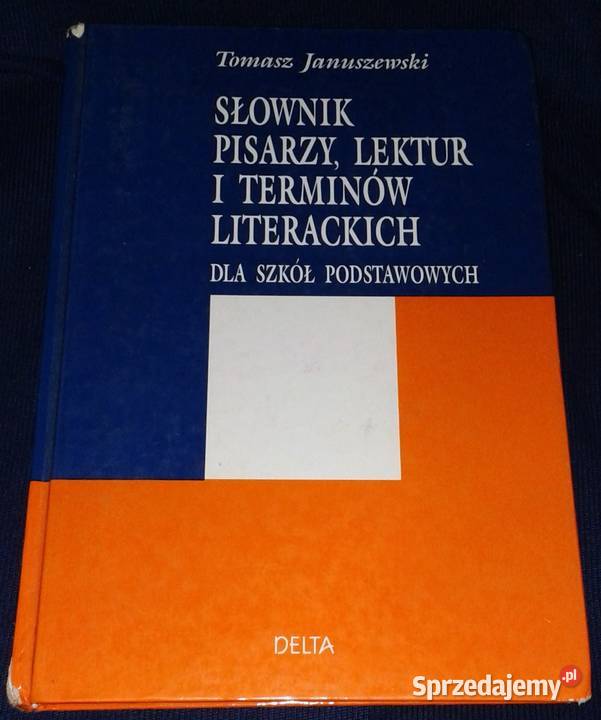 Tomasz Januszewski
SŁOWNIK
PISARZY, LEKTUR
I TERMINÓW
LITERACKICH
DLA SZKÓŁ PODSTAWOWYCH
DELTA
Sprzedajemy.pl